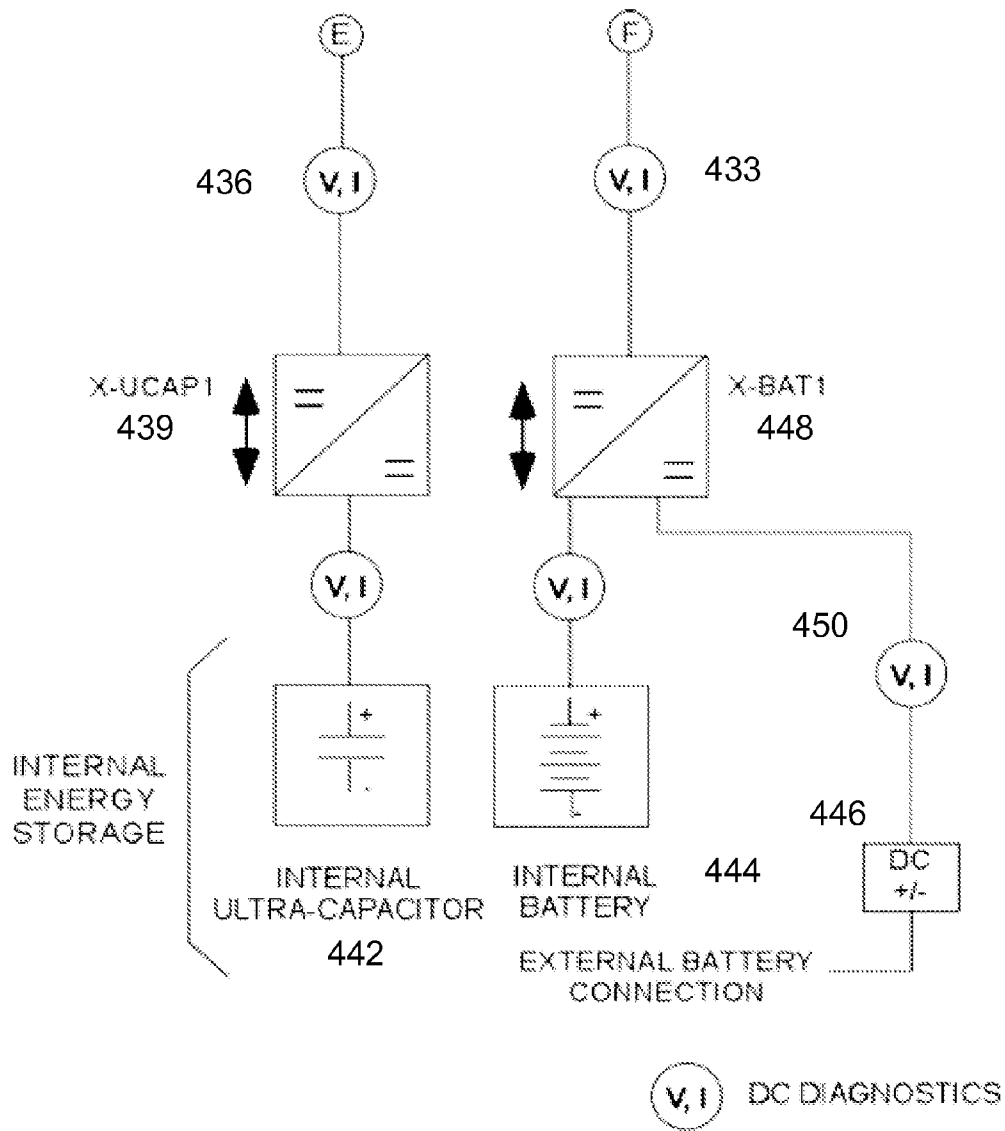 E
F
436
V, I
V, I
433
X-UCAP1
439
X-BAT1
448
V, I
V, I
450
V, I
+
-
+
-
INTERNAL
ENERGY
STORAGE
446
DC
+/-
INTERNAL
ULTRA-CAPACITOR
442
INTERNAL
BATTERY
444
EXTERNAL BATTERY
CONNECTION
V, I
DC DIAGNOSTICS